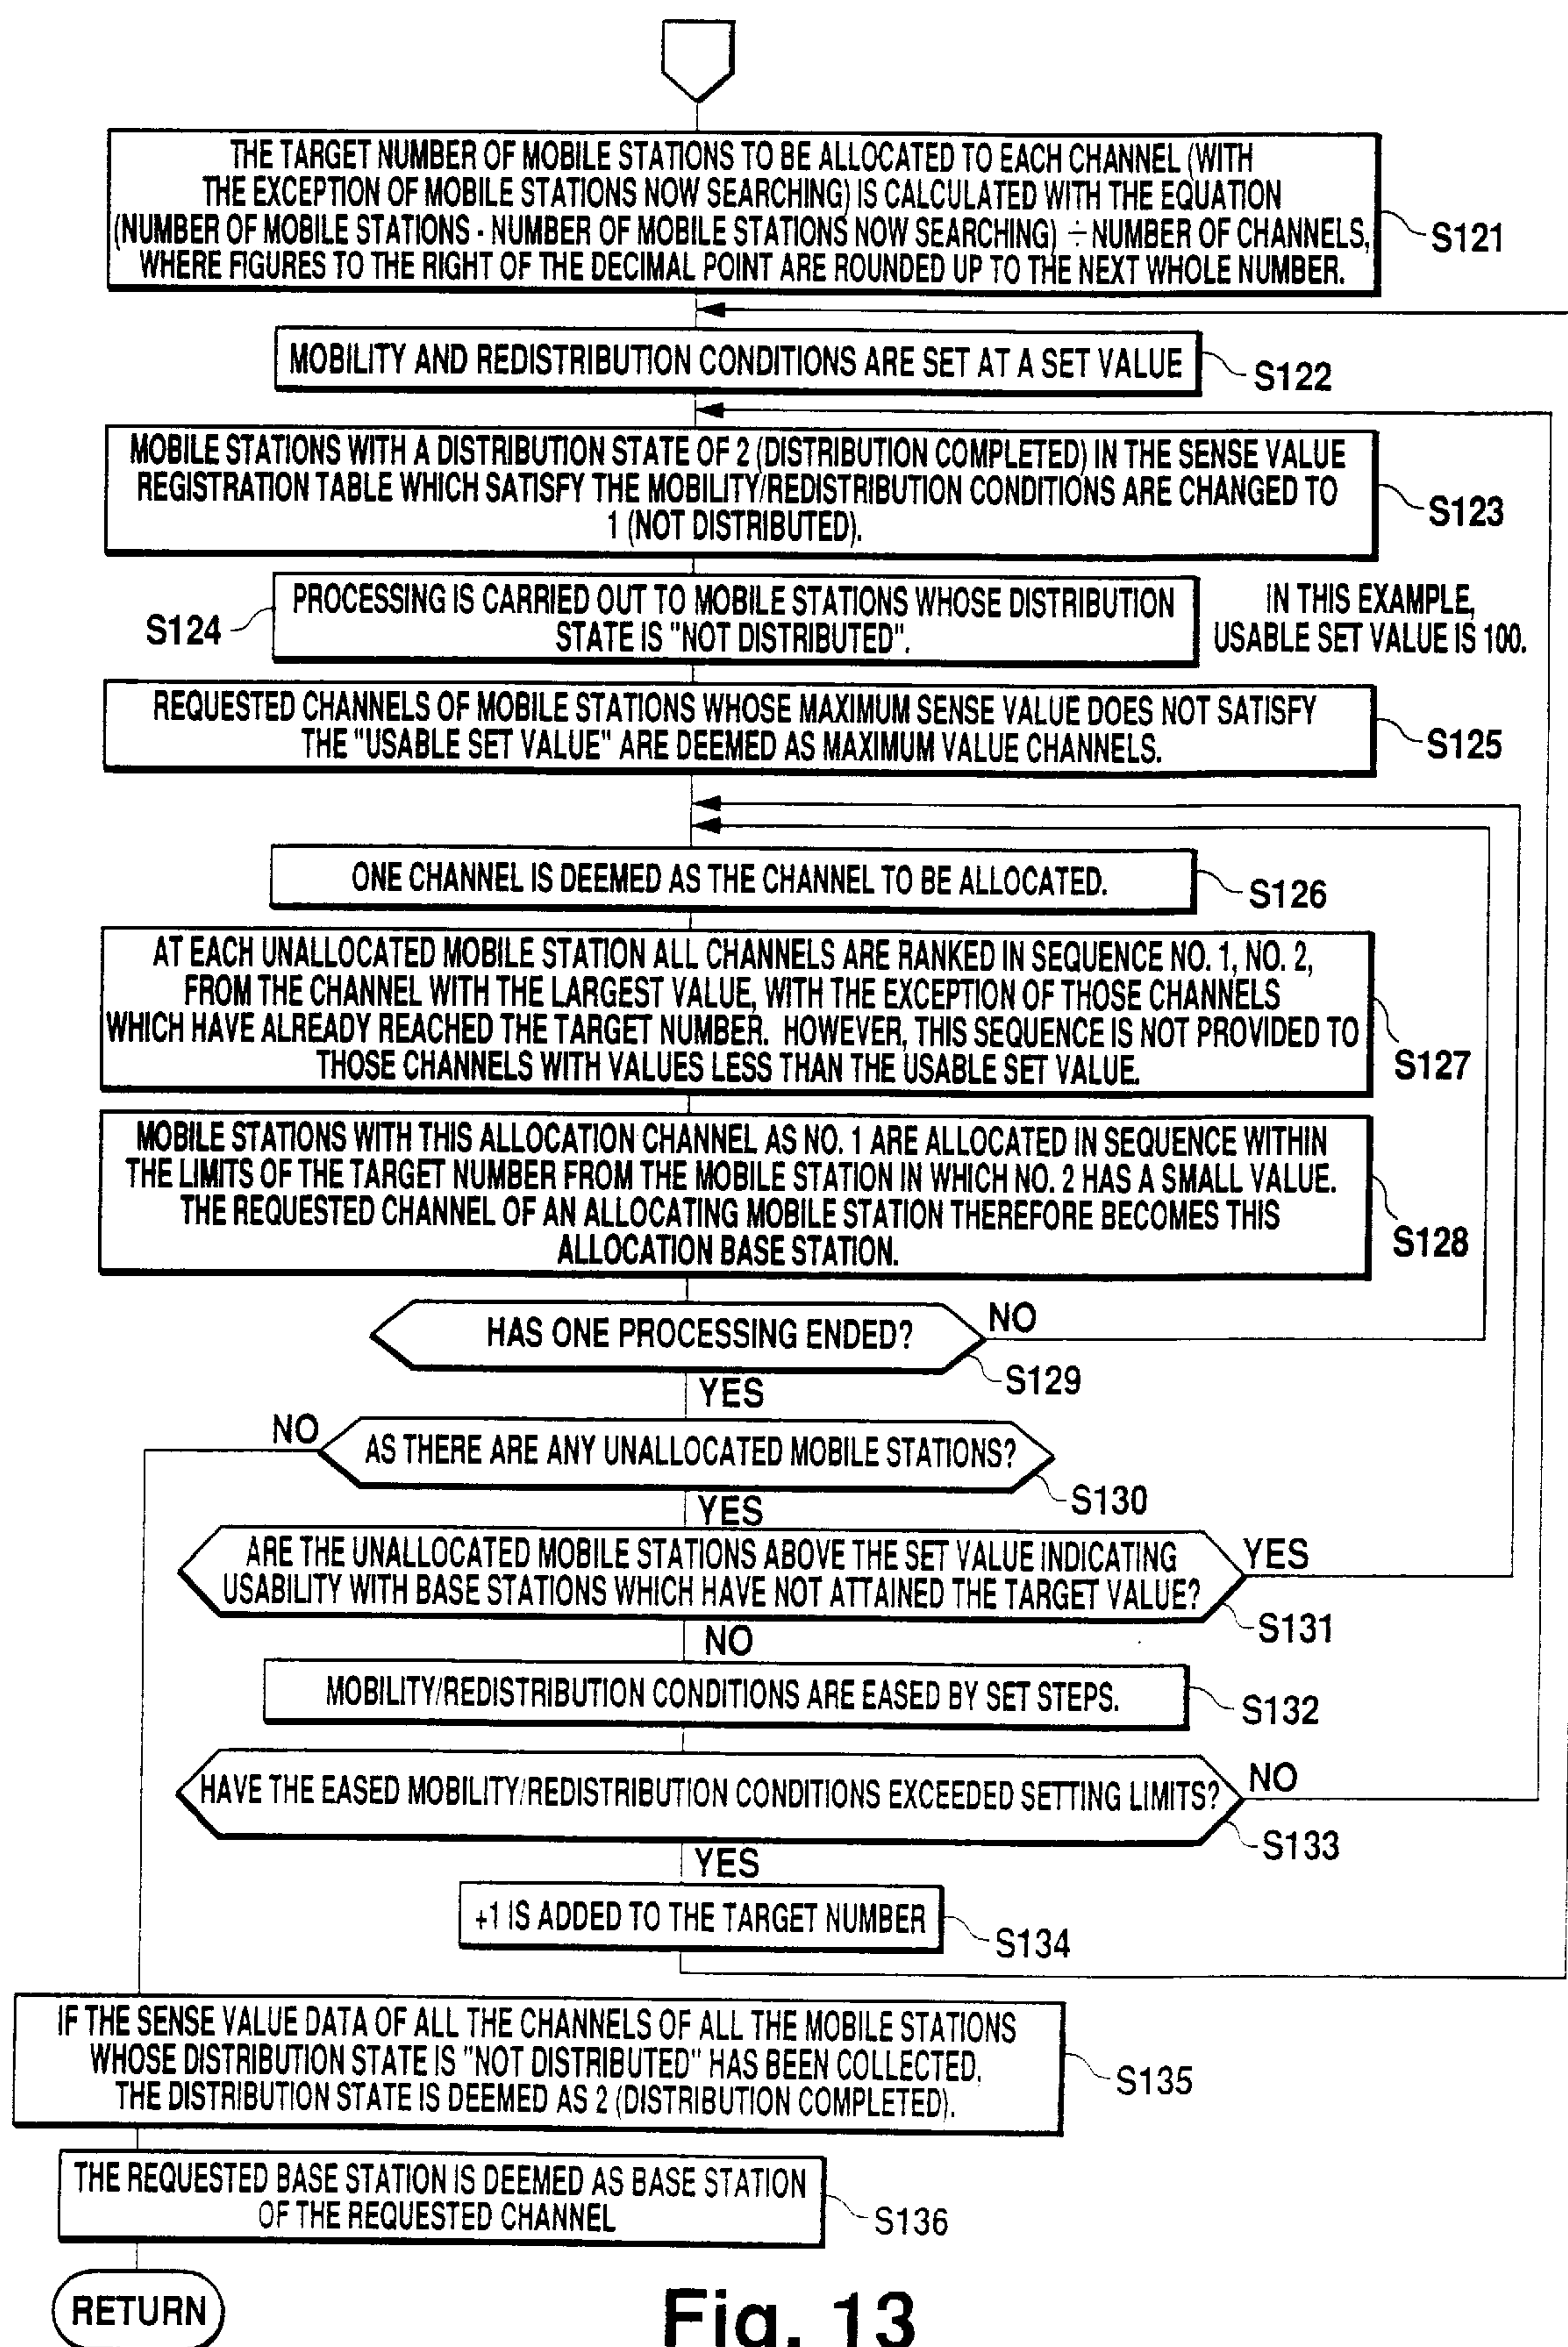 THE TARGET NUMBER OF MOBILE STATIONS TO BE ALLOCATED TO EACH CHANNEL (WITH
THE EXCEPTION OF MOBILE STATIONS NOW SEARCHING) IS CALCULATED WITH THE EQUATION
(NUMBER OF MOBILE STATIONS - NUMBER OF MOBILE STATIONS NOW SEARCHING) ÷ NUMBER OF CHANNELS,
WHERE FIGURES TO THE RIGHT OF THE DECIMAL POINT ARE ROUNDED UP TO THE NEXT WHOLE NUMBER.
S121
MOBILITY AND REDISTRIBUTION CONDITIONS ARE SET AT A SET VALUE
S122
MOBILE STATIONS WITH A DISTRIBUTION STATE OF 2 (DISTRIBUTION COMPLETED) IN THE SENSE VALUE
REGISTRATION TABLE WHICH SATISFY THE MOBILITY/REDISTRIBUTION CONDITIONS ARE CHANGED TO
1 (NOT DISTRIBUTED).
S123
S124
PROCESSING IS CARRIED OUT TO MOBILE STATIONS WHOSE DISTRIBUTION
STATE IS "NOT DISTRIBUTED".
IN THIS EXAMPLE,
USABLE SET VALUE IS 100.
REQUESTED CHANNELS OF MOBILE STATIONS WHOSE MAXIMUM SENSE VALUE DOES NOT SATISFY
THE "USABLE SET VALUE" ARE DEEMED AS MAXIMUM VALUE CHANNELS.
S125
ONE CHANNEL IS DEEMED AS THE CHANNEL TO BE ALLOCATED.
S126
AT EACH UNALLOCATED MOBILE STATION ALL CHANNELS ARE RANKED IN SEQUENCE NO. 1, NO. 2,
FROM THE CHANNEL WITH THE LARGEST VALUE, WITH THE EXCEPTION OF THOSE CHANNELS
WHICH HAVE ALREADY REACHED THE TARGET NUMBER. HOWEVER, THIS SEQUENCE IS NOT PROVIDED TO
THOSE CHANNELS WITH VALUES LESS THAN THE USABLE SET VALUE.
S127
MOBILE STATIONS WITH THIS ALLOCATION CHANNEL AS NO. 1 ARE ALLOCATED IN SEQUENCE WITHIN
THE LIMITS OF THE TARGET NUMBER FROM THE MOBILE STATION IN WHICH NO. 2 HAS A SMALL VALUE.
THE REQUESTED CHANNEL OF AN ALLOCATING MOBILE STATION THEREFORE BECOMES THIS
ALLOCATION BASE STATION.
S128
HAS ONE PROCESSING ENDED?
NO
S129
YES
NO
AS THERE ARE ANY UNALLOCATED MOBILE STATIONS?
S130
YES
ARE THE UNALLOCATED MOBILE STATIONS ABOVE THE SET VALUE INDICATING
USABILITY WITH BASE STATIONS WHICH HAVE NOT ATTAINED THE TARGET VALUE?
YES
S131
NO
MOBILITY/REDISTRIBUTION CONDITIONS ARE EASED BY SET STEPS.
S132
HAVE THE EASED MOBILITY/REDISTRIBUTION CONDITIONS EXCEEDED SETTING LIMITS?
NO
S133
YES
+1 IS ADDED TO THE TARGET NUMBER
S134
IF THE SENSE VALUE DATA OF ALL THE CHANNELS OF ALL THE MOBILE STATIONS
WHOSE DISTRIBUTION STATE IS "NOT DISTRIBUTED" HAS BEEN COLLECTED,
THE DISTRIBUTION STATE IS DEEMED AS 2 (DISTRIBUTION COMPLETED).
S135
THE REQUESTED BASE STATION IS DEEMED AS BASE STATION
OF THE REQUESTED CHANNEL
S136
RETURN
Fig. 13